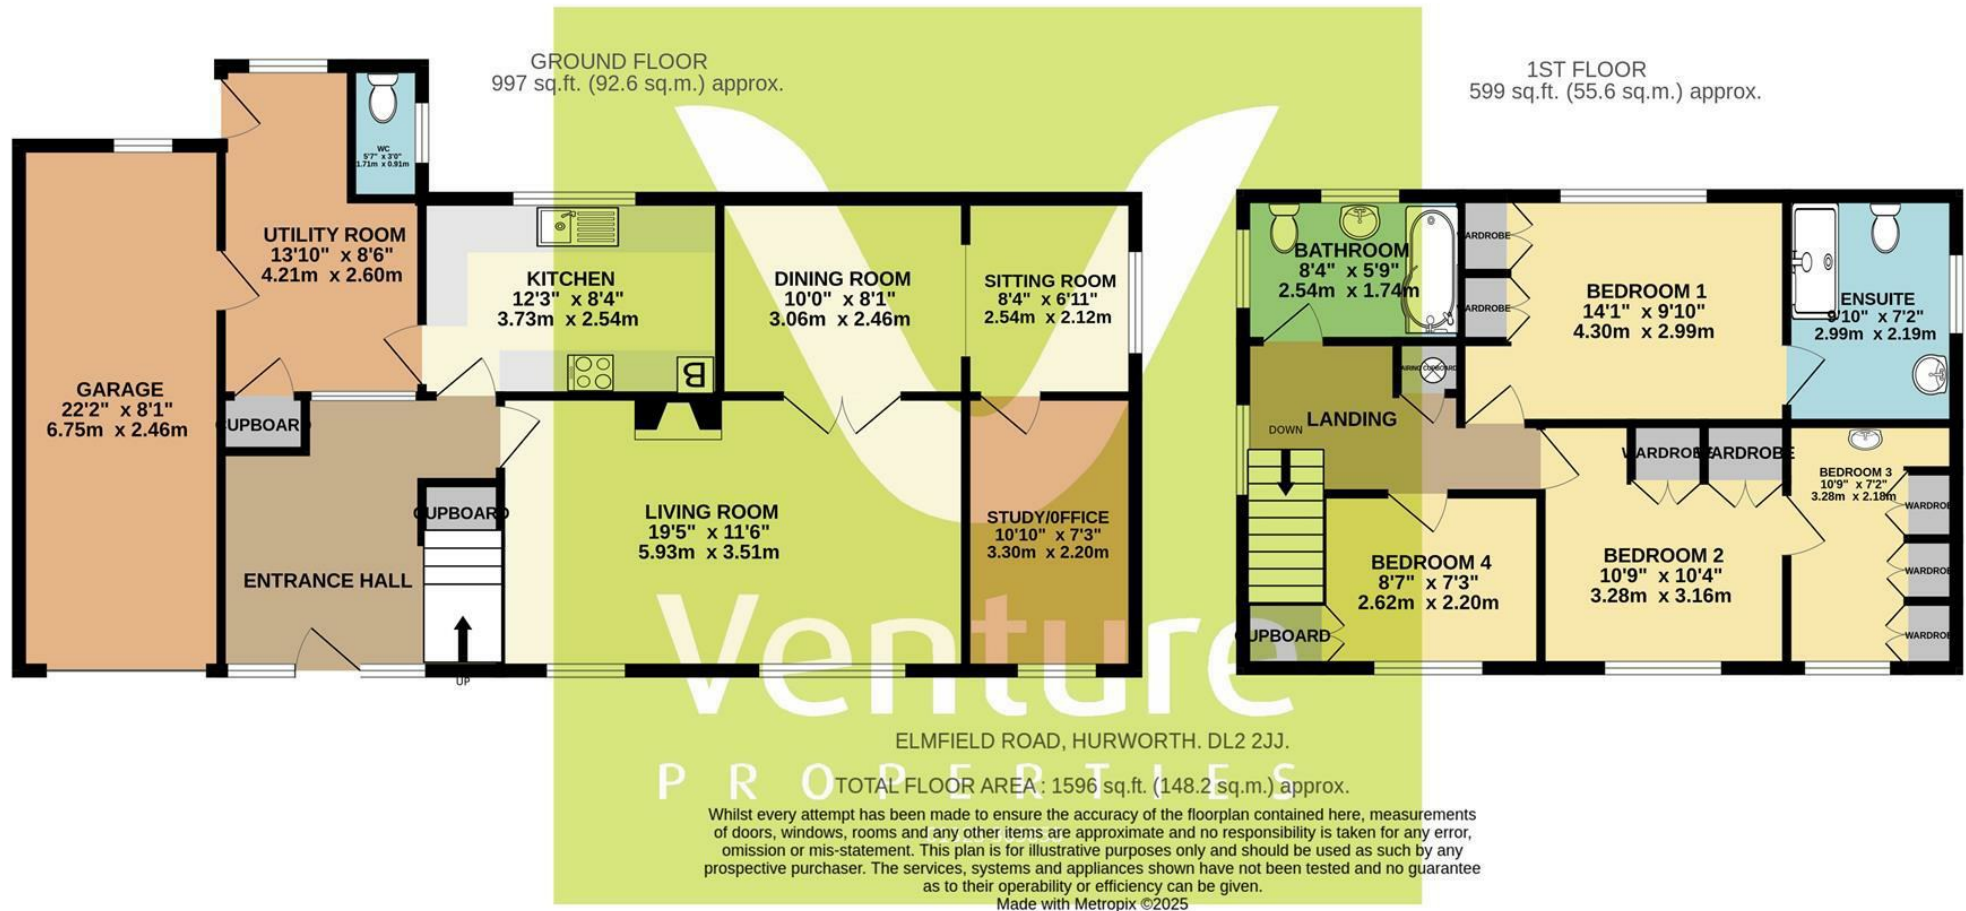 GROUND FLOOR
997 sq.ft. (92.6 sq.m.) approx.
1ST FLOOR
599 sq.ft. (55.6 sq.m.) approx.
WC
5'7" x 3'0"
1.71m x 0.91m
UTILITY ROOM
13'10" x 8'6"
4.21m x 2.60m
KITCHEN
12'3" x 8'4"
3.73m x 2.54m
B
DINING ROOM
10'0" x 8'1"
3.06m x 2.46m
SITTING ROOM
8'4" x 6'11"
2.54m x 2.12m
GARAGE
22'2" x 8'1"
6.75m x 2.46m
CUPBOARD
CUPBOARD
ENTRANCE HALL
UP
LIVING ROOM
19'5" x 11'6"
5.93m x 3.51m
STUDY/0FFICE
10'10" x 7'3"
3.30m x 2.20m
BATHROOM
8'4" x 5'9"
2.54m x 1.74m
WARDROBE
WARDROBE
BEDROOM 1
14'1" x 9'10"
4.30m x 2.99m
ENSUITE
9'10" x 7'2"
2.99m x 2.19m
AIRING CUPBOARD
LANDING
DOWN
WARDROBE
WARDROBE
BEDROOM 3
10'9" x 7'2"
3.28m x 2.18m
WARDROBE
WARDROBE
WARDROBE
BEDROOM 4
8'7" x 7'3"
2.62m x 2.20m
BEDROOM 2
10'9" x 10'4"
3.28m x 3.16m
CUPBOARD
Venture
PROPERTIES
ELMFIELD ROAD, HURWORTH. DL2 2JJ.
TOTAL FLOOR AREA : 1596 sq.ft. (148.2 sq.m.) approx.
Whilst every attempt has been made to ensure the accuracy of the floorplan contained here, measurements
of doors, windows, rooms and any other items are approximate and no responsibility is taken for any error,
omission or mis-statement. This plan is for illustrative purposes only and should be used as such by any
prospective purchaser. The services, systems and appliances shown have not been tested and no guarantee
as to their operability or efficiency can be given.
Made with Metropix ©2025